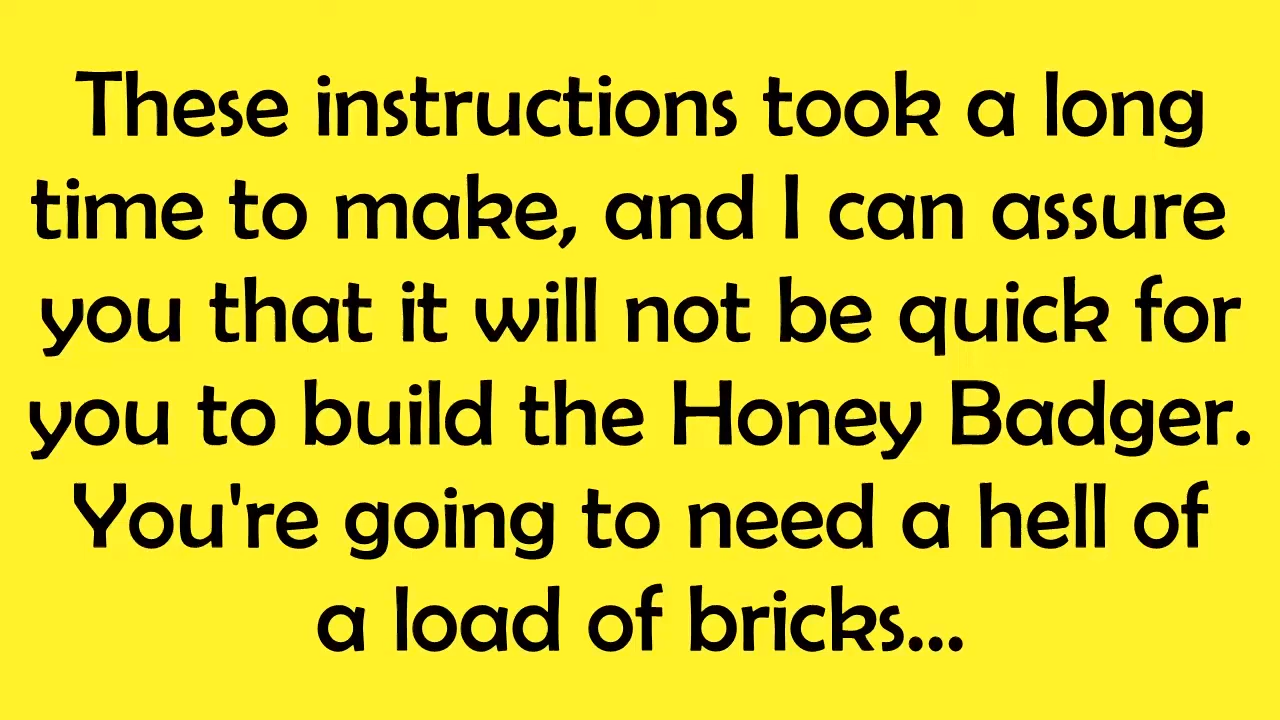 These instructions took a long
time to make, and I can assure
you that it will not be quick for
you to build the Honey Badger.
You're going to need a hell of
a load of bricks...